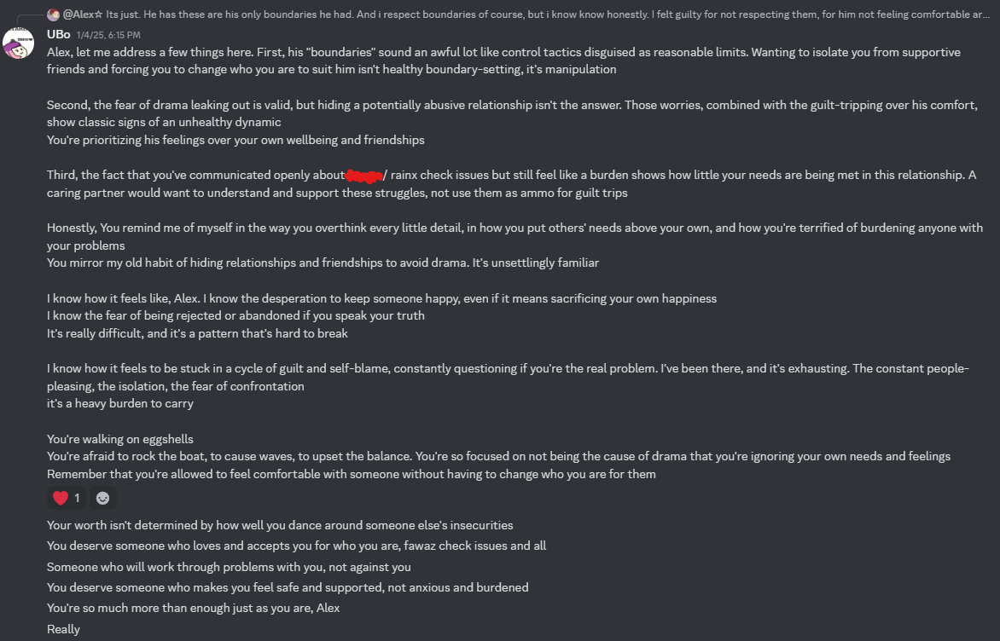 @Alex☆ Its just. He has these are his only boundaries he had. And i respect boundaries of course, but i know know honestly. I felt guilty for not respecting them, for him not feeling comfortable ar...
UBo 1/4/25, 6:15 PM
Alex, let me address a few things here. First, his "boundaries" sound an awful lot like control tactics disguised as reasonable limits. Wanting to isolate you from supportive
friends and forcing you to change who you are to suit him isn't healthy boundary-setting, it's manipulation
Second, the fear of drama leaking out is valid, but hiding a potentially abusive relationship isn't the answer. Those worries, combined with the guilt-tripping over his comfort,
show classic signs of an unhealthy dynamic
You're prioritizing his feelings over your own wellbeing and friendships
Third, the fact that you've communicated openly about / rainx check issues but still feel like a burden shows how little your needs are being met in this relationship. A
caring partner would want to understand and support these struggles, not use them as ammo for guilt trips
Honestly, You remind me of myself in the way you overthink every little detail, in how you put others' needs above your own, and how you're terrified of burdening anyone with
your problems
You mirror my old habit of hiding relationships and friendships to avoid drama. It's unsettlingly familiar
I know how it feels like, Alex. I know the desperation to keep someone happy, even if it means sacrificing your own happiness
I know the fear of being rejected or abandoned if you speak your truth
It's really difficult, and it's a pattern that's hard to break
I know how it feels to be stuck in a cycle of guilt and self-blame, constantly questioning if you're the real problem. I've been there, and it's exhausting. The constant people-
pleasing, the isolation, the fear of confrontation
it's a heavy burden to carry
You're walking on eggshells
You're afraid to rock the boat, to cause waves, to upset the balance. You're so focused on not being the cause of drama that you're ignoring your own needs and feelings
Remember that you're allowed to feel comfortable with someone without having to change who you are for them
1
Your worth isn't determined by how well you dance around someone else's insecurities
You deserve someone who loves and accepts you for who you are, fawaz check issues and all
Someone who will work through problems with you, not against you
You deserve someone who makes you feel safe and supported, not anxious and burdened
You're so much more than enough just as you are, Alex
Really